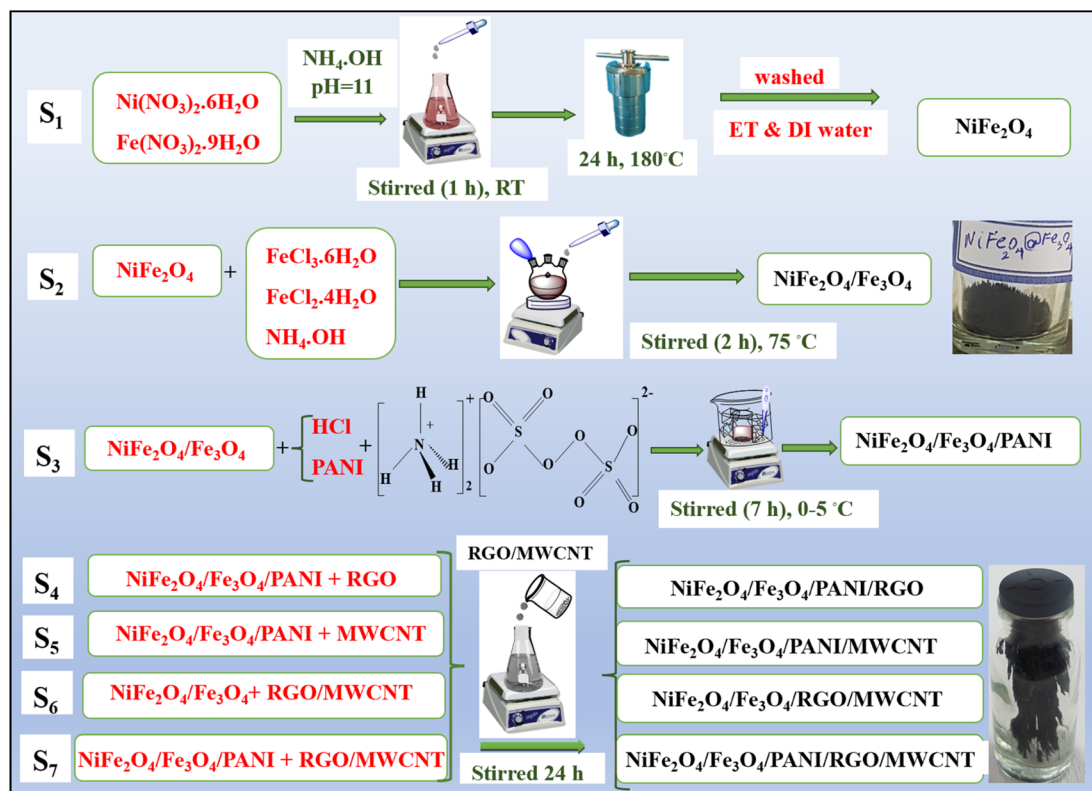 S₁
Ni(NO₃)₂.6H₂O
Fe(NO₃)₂.9H₂O
NH₄.OH
pH=11
Stirred (1 h), RT
24 h, 180°C
washed
ET & DI water
NiFe₂O₄
S₂
NiFe₂O₄
+
FeCl₃.6H₂O
FeCl₂.4H₂O
NH₄.OH
Stirred (2 h), 75 °C
NiFe₂O₄/Fe₃O₄
NiFe₂O₄@Fe₃O₄
S₃
NiFe₂O₄/Fe₃O₄
+
HCl
PANI
+
H
+
N
H
H
H
+
2
O
O
S
O
O
O
O
S
O
O
2-
Stirred (7 h), 0-5 °C
NiFe₂O₄/Fe₃O₄/PANI
S₄
NiFe₂O₄/Fe₃O₄/PANI + RGO
S₅
NiFe₂O₄/Fe₃O₄/PANI + MWCNT
S₆
NiFe₂O₄/Fe₃O₄+ RGO/MWCNT
S₇
NiFe₂O₄/Fe₃O₄/PANI + RGO/MWCNT
RGO/MWCNT
Stirred 24 h
NiFe₂O₄/Fe₃O₄/PANI/RGO
NiFe₂O₄/Fe₃O₄/PANI/MWCNT
NiFe₂O₄/Fe₃O₄/RGO/MWCNT
NiFe₂O₄/Fe₃O₄/PANI/RGO/MWCNT